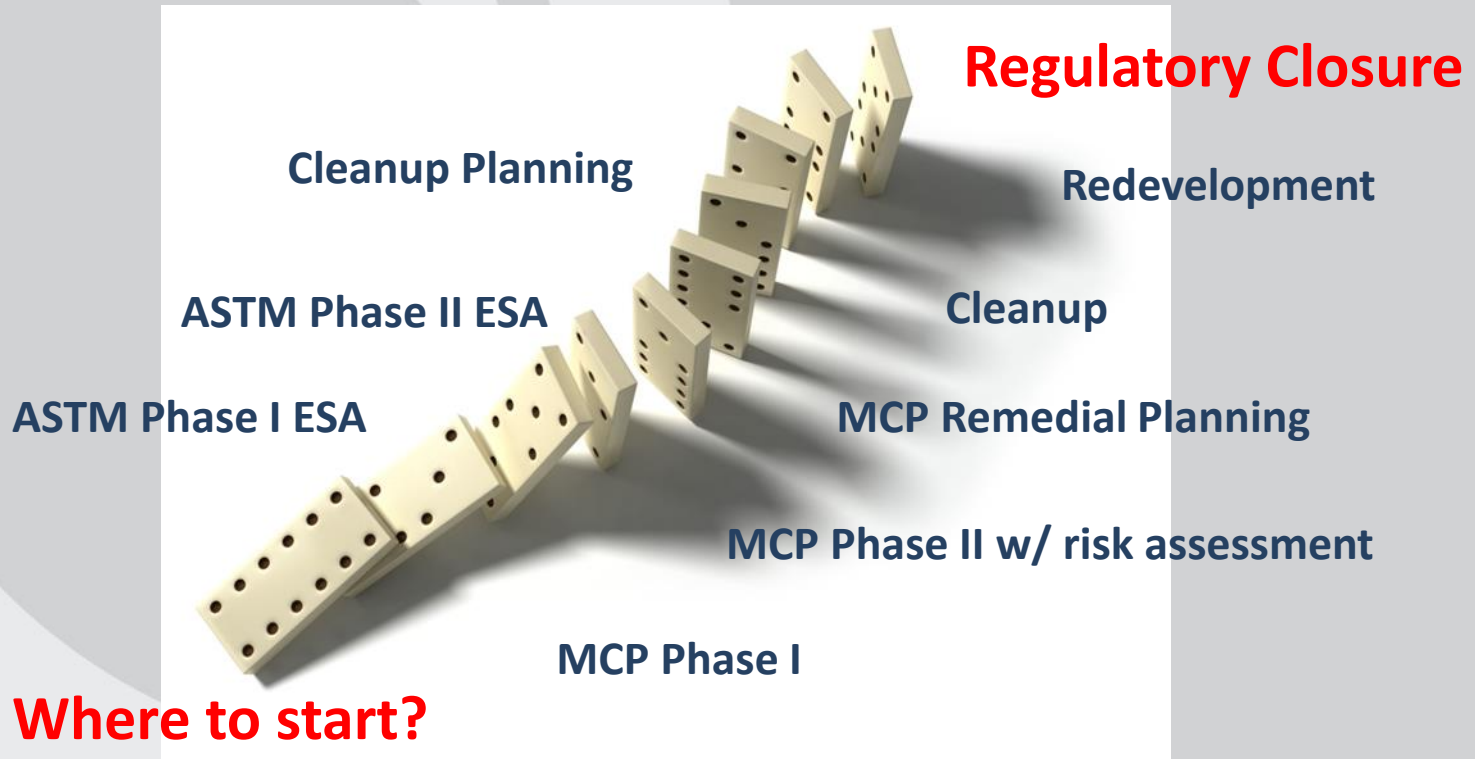 Regulatory Closure
Cleanup Planning
Redevelopment
ASTM Phase II ESA
Cleanup
ASTM Phase I ESA
MCP Remedial Planning
MCP Phase II w/ risk assessment
MCP Phase I
Where to start?